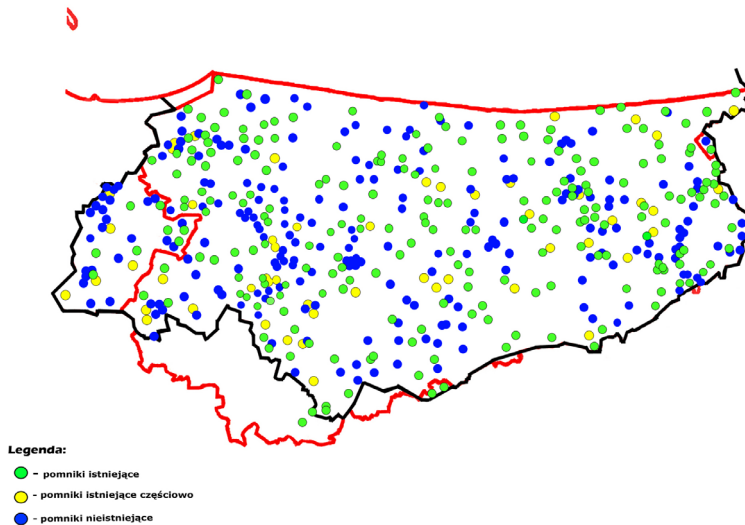 Legenda:
- pomniki istniejące
- pomniki istniejące częściowo
- pomniki nieistniejące